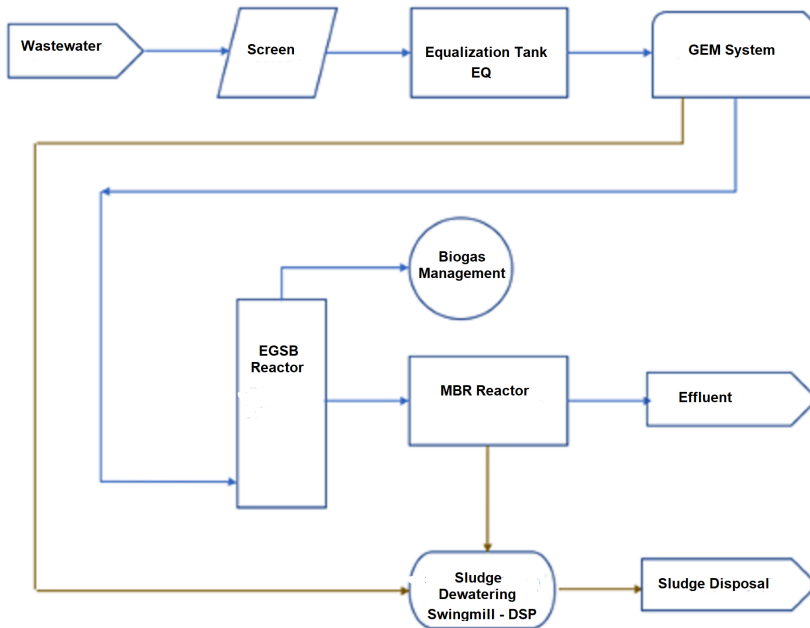 Wastewater
Screen
Equalization Tank
EQ
GEM System
Biogas
Management
EGSB
Reactor
MBR Reactor
Effluent
Sludge
Dewatering
Swingmill - DSP
Sludge Disposal